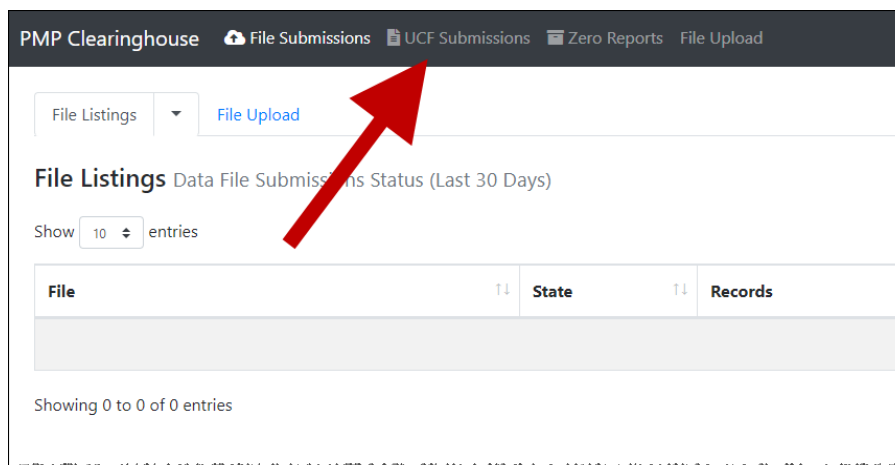 PMP Clearinghouse File Submissions UCF Submissions Zero Reports File Upload
File Listings File Upload
File Listings Data File Submissions Status (Last 30 Days)
Show 10 entries
File State Records
Showing 0 to 0 of 0 entries